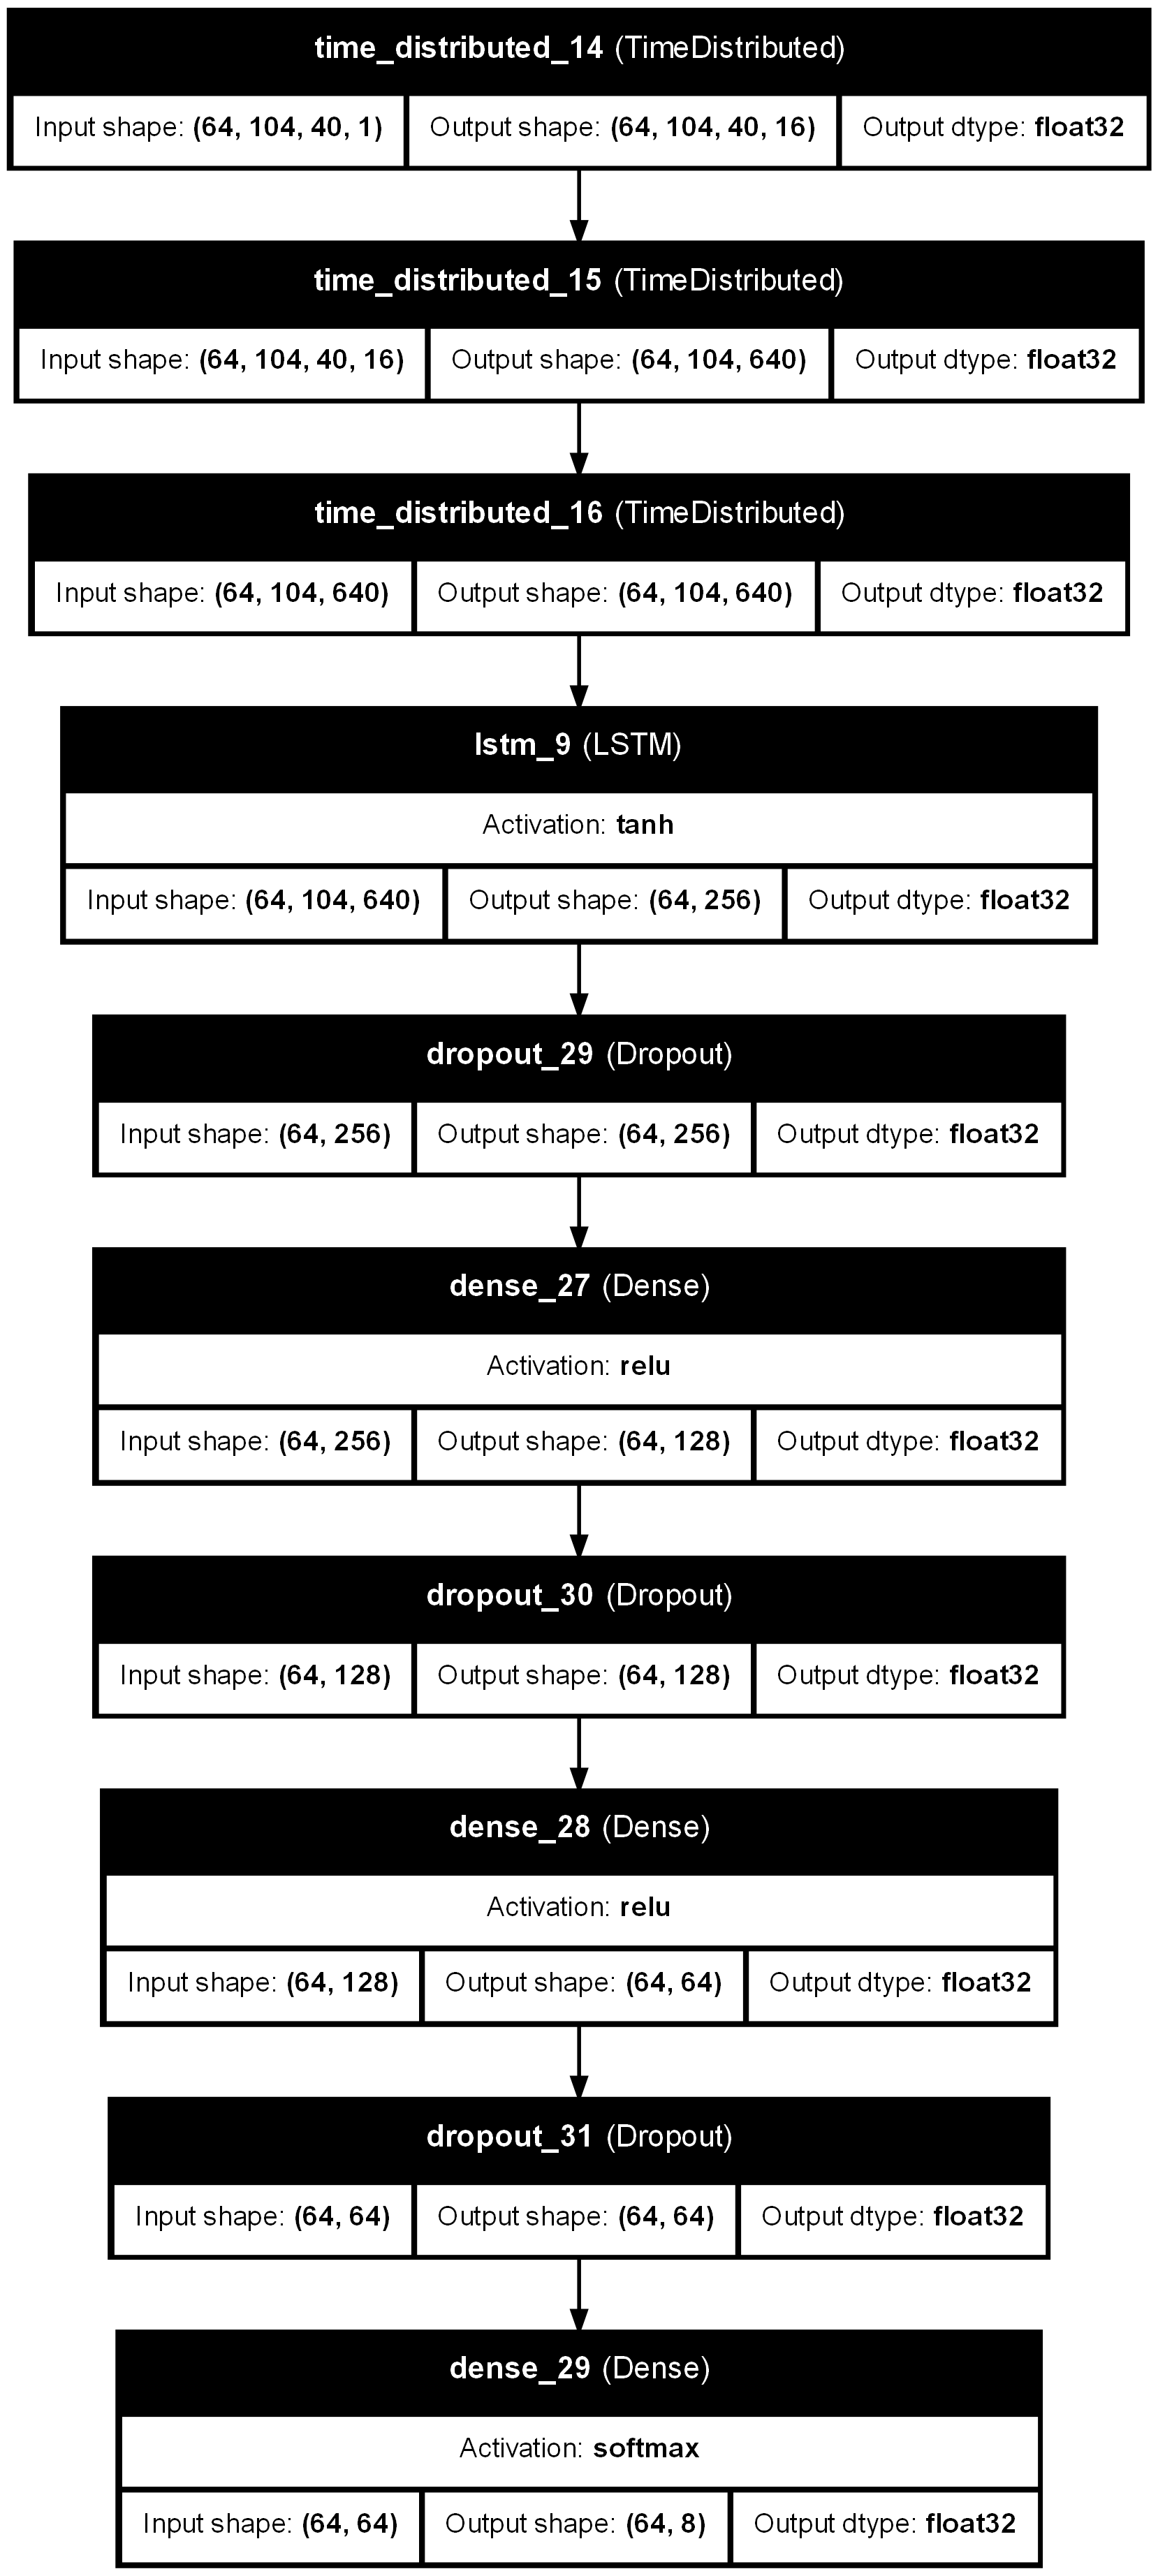 time_distributed_14 (TimeDistributed)
Input shape: (64, 104, 40, 1) Output shape: (64, 104, 40, 16) Output dtype: float32
time_distributed_15 (TimeDistributed)
Input shape: (64, 104, 40, 16) Output shape: (64, 104, 640) Output dtype: float32
time_distributed_16 (TimeDistributed)
Input shape: (64, 104, 640) Output shape: (64, 104, 640) Output dtype: float32
lstm_9 (LSTM)
Activation: tanh
Input shape: (64, 104, 640) Output shape: (64, 256) Output dtype: float32
dropout_29 (Dropout)
Input shape: (64, 256) Output shape: (64, 256) Output dtype: float32
dense_27 (Dense)
Activation: relu
Input shape: (64, 256) Output shape: (64, 128) Output dtype: float32
dropout_30 (Dropout)
Input shape: (64, 128) Output shape: (64, 128) Output dtype: float32
dense_28 (Dense)
Activation: relu
Input shape: (64, 128) Output shape: (64, 64) Output dtype: float32
dropout_31 (Dropout)
Input shape: (64, 64) Output shape: (64, 64) Output dtype: float32
dense_29 (Dense)
Activation: softmax
Input shape: (64, 64) Output shape: (64, 8) Output dtype: float32